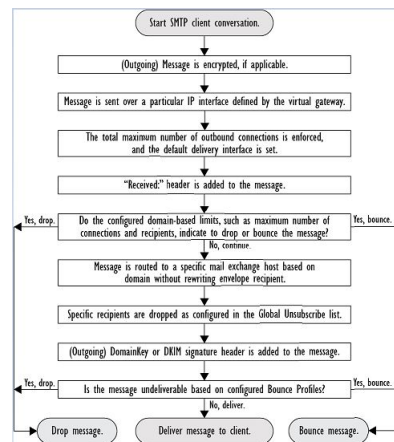 Start SMTP client conversation.
(Outgoing) Message is encrypted, if applicable.
Message is sent over a particular IP interface defined by the virtual gateway.
The total maximum number of outbound connections is enforced,
and the default delivery interface is set.
"Received:" header is added to the message.
Yes, drop.
Do the configured domain-based limits, such as maximum number of
connections and recipients, indicate to drop or bounce the message?
Yes, bounce.
No, continue.
Message is routed to a specific mail exchange host based on
domain without rewriting envelope recipient.
Specific recipients are dropped as configured in the Global Unsubscribe list.
(Outgoing) DomainKey or DKIM signature header is added to the message.
Yes, drop.
Is the message undeliverable based on configured Bounce Profiles?
Yes, bounce.
No, deliver.
Drop message.
Deliver message to client.
Bounce message.